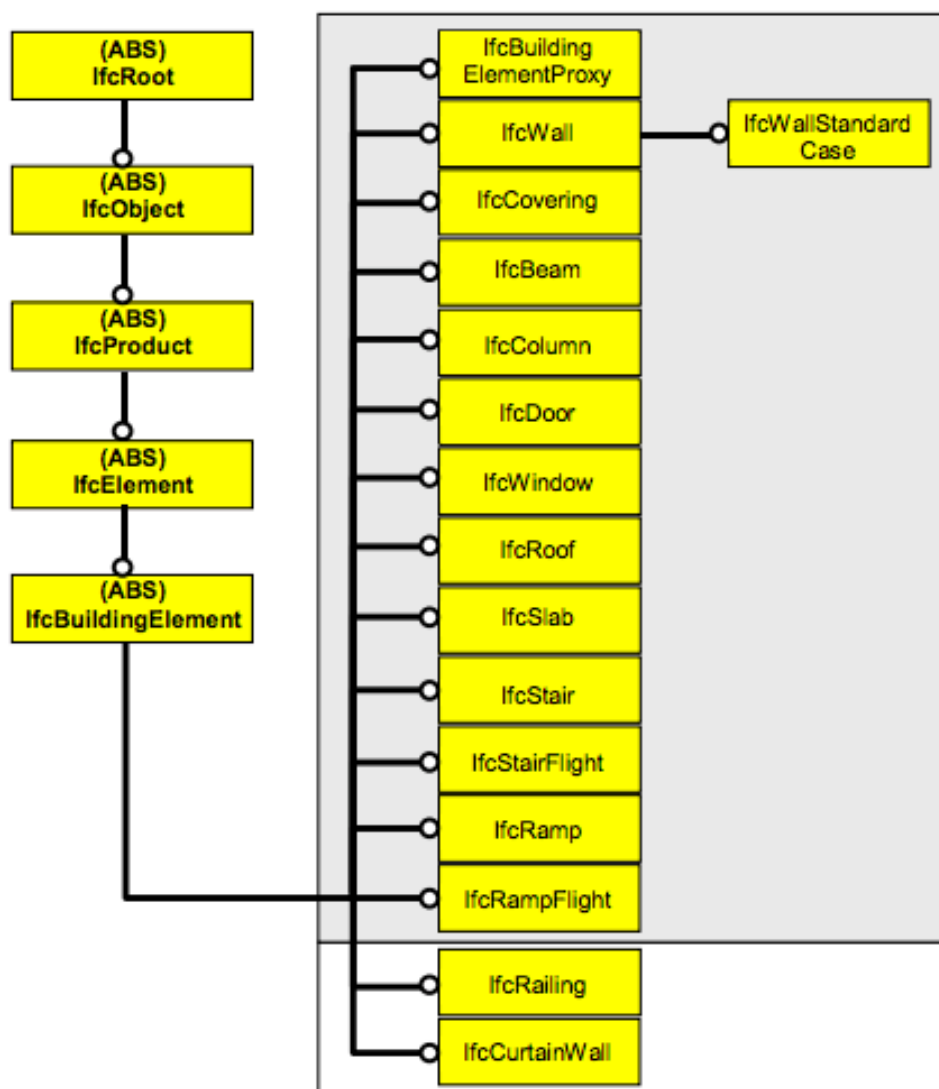 (ABS)
IfcRoot
(ABS)
IfcObject
(ABS)
IfcProduct
(ABS)
IfcElement
(ABS)
IfcBuildingElement
IfcBuilding
ElementProxy
IfcWall
IfcWallStandard
Case
IfcCovering
IfcBeam
IfcColumn
IfcDoor
IfcWindow
IfcRoof
IfcSlab
IfcStair
IfcStairFlight
IfcRamp
IfcRampFlight
IfcRailing
IfcCurtainWall